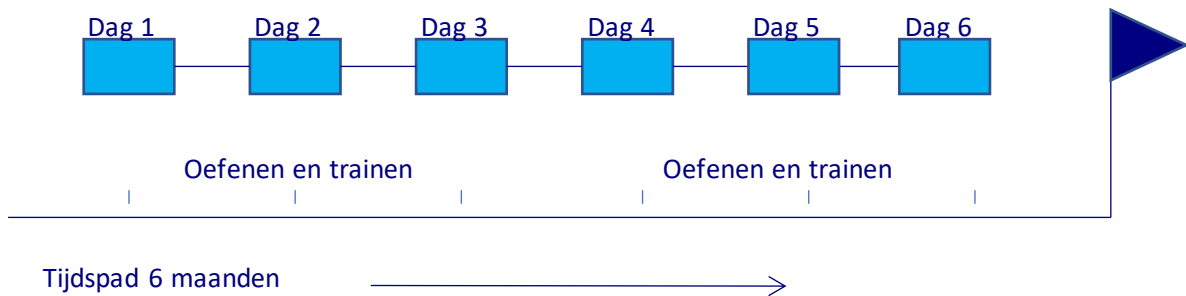 Dag 1 Dag 2 Dag 3 Dag 4 Dag 5 Dag 6
Oefenen en trainen Oefenen en trainen
Tijdspad 6 maanden